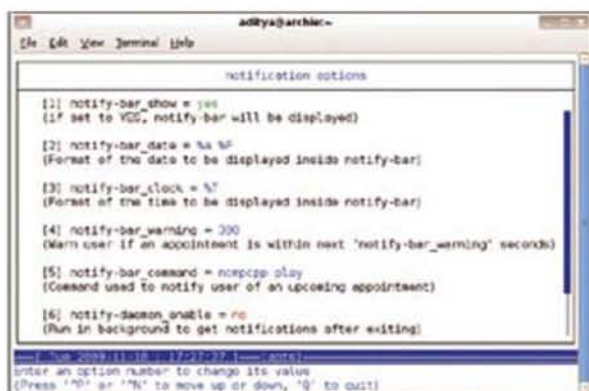 aditya@archie:~
File Edit View Terminal Help
notification options
[1] notify-bar_show = yes
(if set to YES, notify-bar will be displayed)
[2] notify-bar_date = %a %F
(Format of the date to be displayed inside notify-bar)
[3] notify-bar_clock = %T
(Format of the time to be displayed inside notify-bar)
[4] notify-bar_warning = 300
(Warn user if an appointment is within next 'notify-bar_warning' seconds)
[5] notify-bar_command = ncmpcpp play
(Command used to notify user of an upcoming appointment)
[6] notify-daemon_enable = no
(Run in background to get notifications after exiting)
Tue 17:27:27
Enter an option number to change its value
(Press '^P' or '^N' to move up or down, 'Q' to quit)